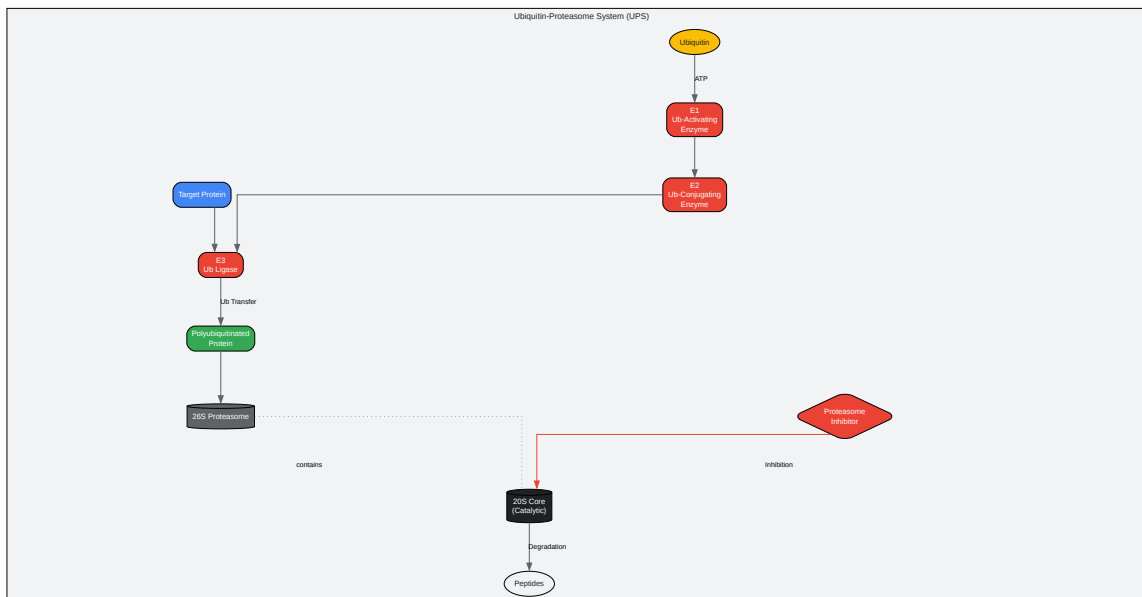 Ubiquitin-Proteasome System (UPS)
Ubiquitin
ATP
E1
Ub-Activating
Enzyme
Target Protein
E2
Ub-Conjugating
Enzyme
E3
Ub Ligase
Ub Transfer
Polyubiquitinated
Protein
26S Proteasome
Proteasome
Inhibitor
contains
Inhibition
20S Core
(Catalytic)
Degradation
Peptides